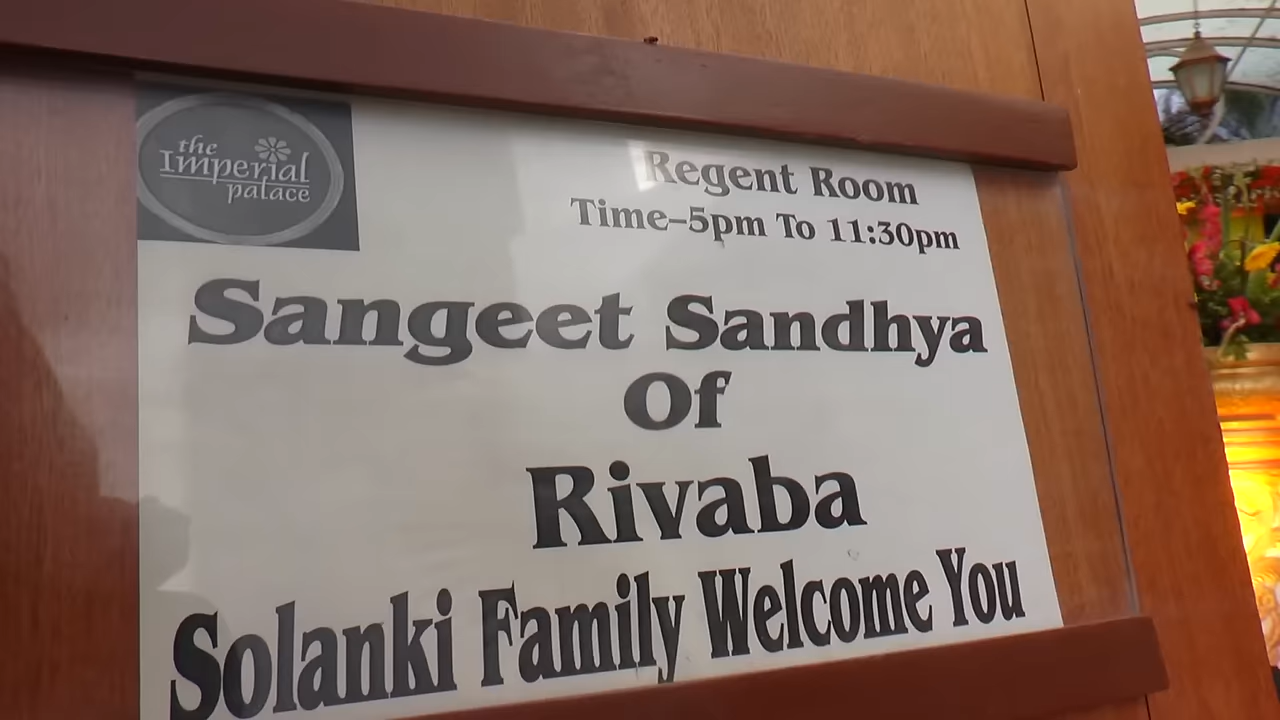 the
Imperial
palace
Regent Room
Time-5pm To 11:30pm
Sangeet Sandhya
Of
Rivaba
Solanki Family Welcome You